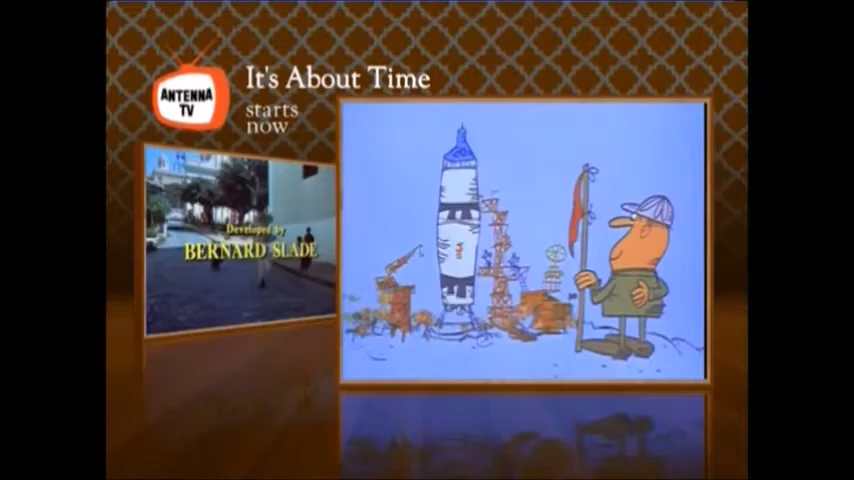 ANTENNA
TV
It's About Time
starts
now
Developed by
BERNARD SLADE